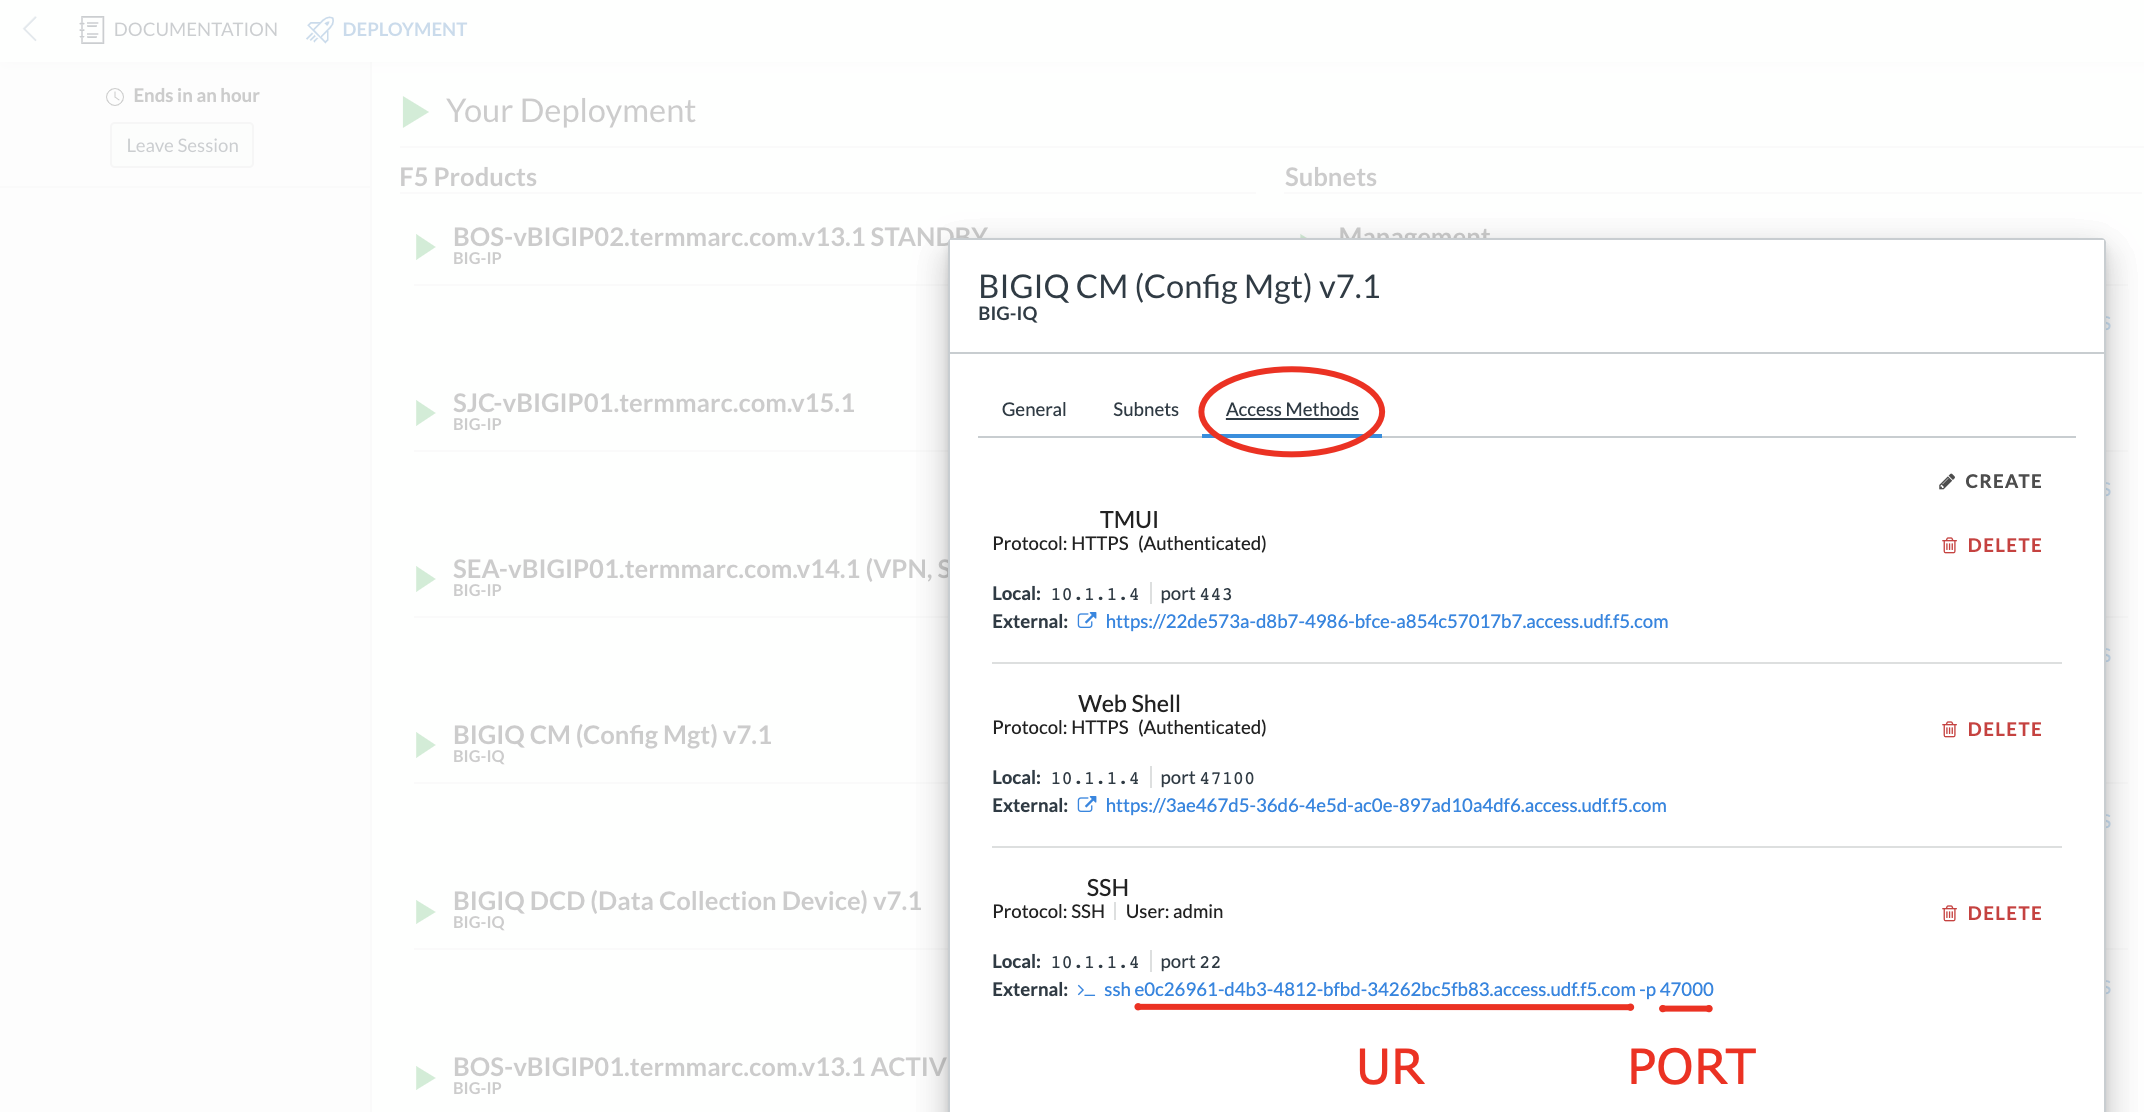 DOCUMENTATION
DEPLOYMENT
Ends in an hour
Leave Session
Your Deployment
F5 Products
Subnets
BOS-vBIGIP02.termmarc.com.v13.1 STANDBY
BIG-IP
SJC-vBIGIP01.termmarc.com.v15.1
BIG-IP
SEA-vBIGIP01.termmarc.com.v14.1 (VPN, S
BIG-IP
BIGIQ CM (Config Mgt) v7.1
BIG-IQ
BIGIQ DCD (Data Collection Device) v7.1
BIG-IQ
BOS-vBIGIP01.termmarc.com.v13.1 ACTIV
BIG-IP
Management
BIGIQ CM (Config Mgt) v7.1
BIG-IQ
General
Subnets
Access Methods
CREATE
TMUI
Protocol: HTTPS (Authenticated)
DELETE
Local: 10.1.1.4 | port 443
External: https://22de573a-d8b7-4986-bfce-a854c57017b7.access.udf.f5.com
Web Shell
Protocol: HTTPS (Authenticated)
DELETE
Local: 10.1.1.4 | port 47100
External: https://3ae467d5-36d6-4e5d-ac0e-897ad10a4df6.access.udf.f5.com
SSH
Protocol: SSH | User: admin
DELETE
Local: 10.1.1.4 | port 22
External: >_ ssh e0c26961-d4b3-4812-bfbd-34262bc5fb83.access.udf.f5.com -p 47000
UR
PORT